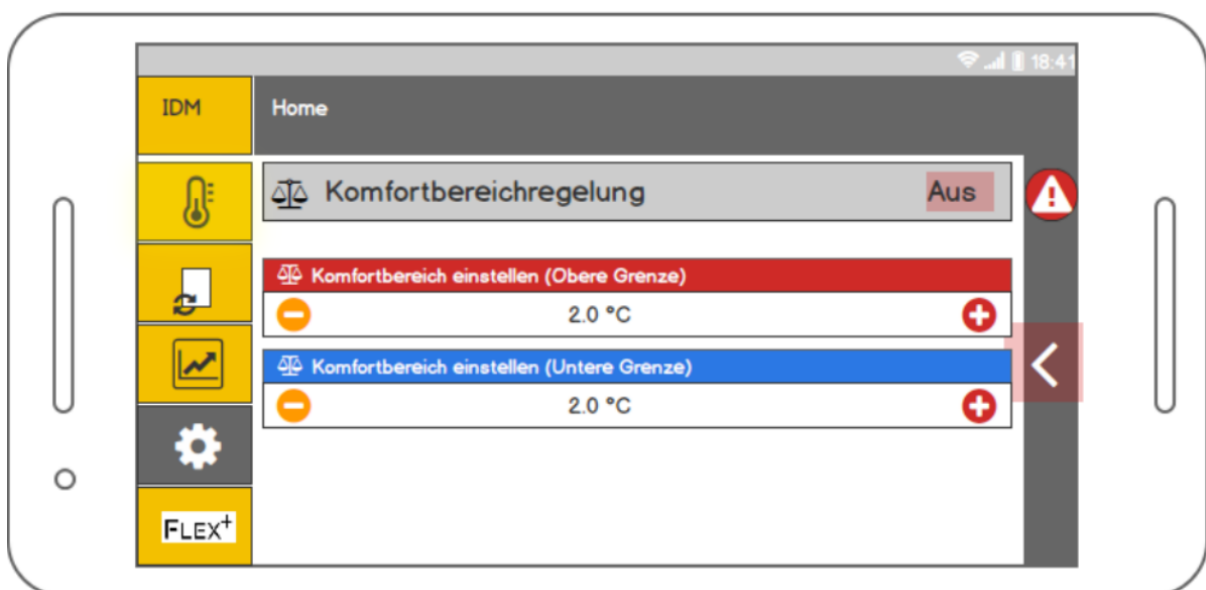 18:41
IDM
Home
Komfortbereichregelung Aus
Komfortbereich einstellen (Obere Grenze)
2.0 °C
Komfortbereich einstellen (Untere Grenze)
2.0 °C
FLEX+